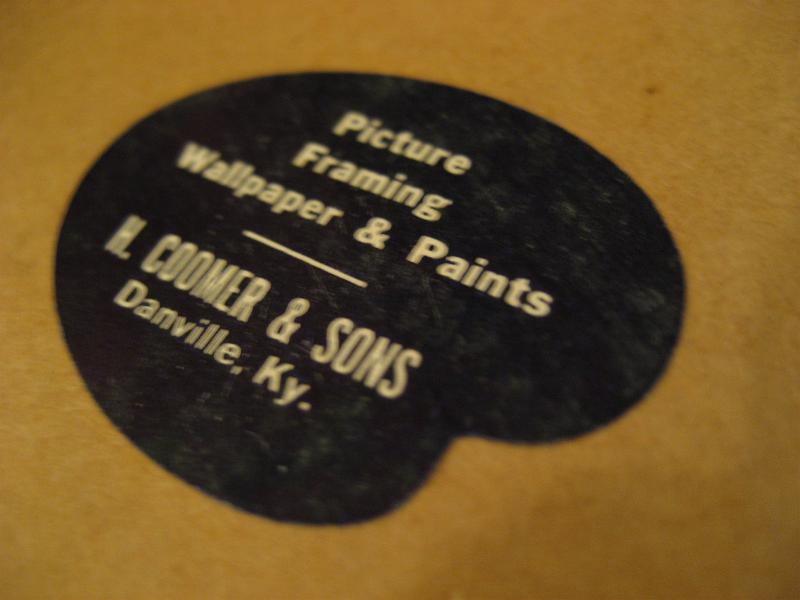 Picture
Framing
Wallpaper & Paints
H. COOMER & SONS
Danville, Ky.